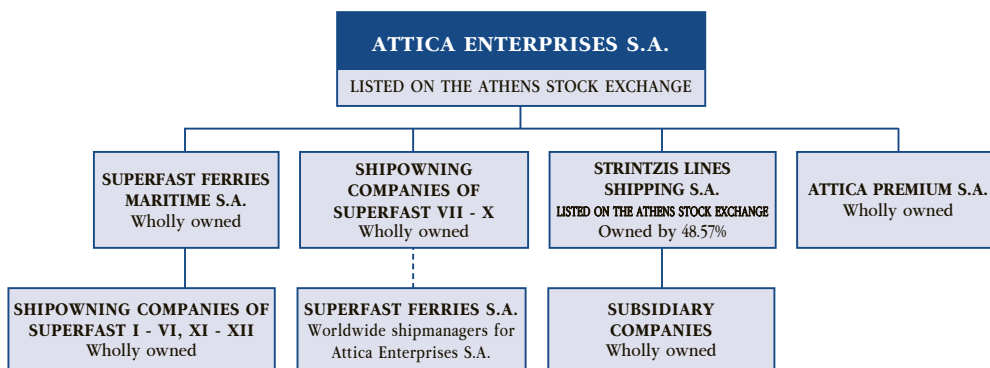 ATTICA ENTERPRISES S.A.
LISTED ON THE ATHENS STOCK EXCHANGE
SUPERFAST FERRIES
MARITIME S.A.
Wholly owned
SHIPOWNING
COMPANIES OF
SUPERFAST VII - X
Wholly owned
STRINTZIS LINES
SHIPPING S.A.
LISTED ON THE ATHENS STOCK EXCHANGE
Owned by 48.57%
ATTICA PREMIUM S.A.
Wholly owned
SHIPOWNING COMPANIES OF
SUPERFAST I - VI, XI - XII
Wholly owned
SUPERFAST FERRIES S.A.
Worldwide shipmanagers for
Attica Enterprises S.A.
SUBSIDIARY
COMPANIES
Wholly owned